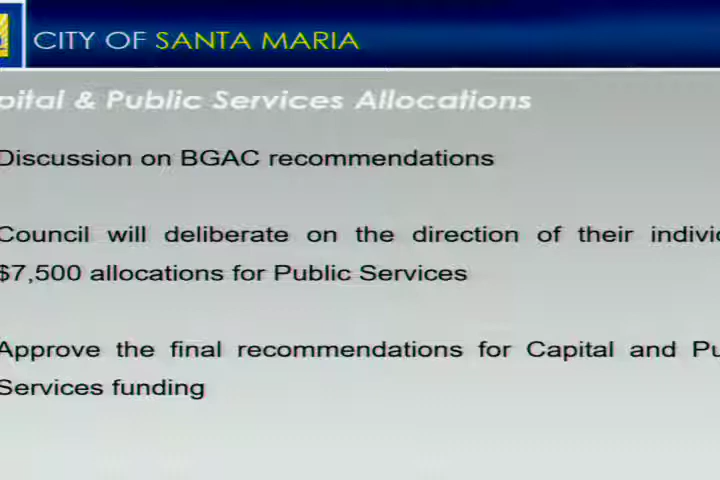 CITY OF SANTA MARIA
pital & Public Services Allocations
Discussion on BGAC recommendations
Council will deliberate on the direction of their individ
$7,500 allocations for Public Services
Approve the final recommendations for Capital and Pu
Services funding